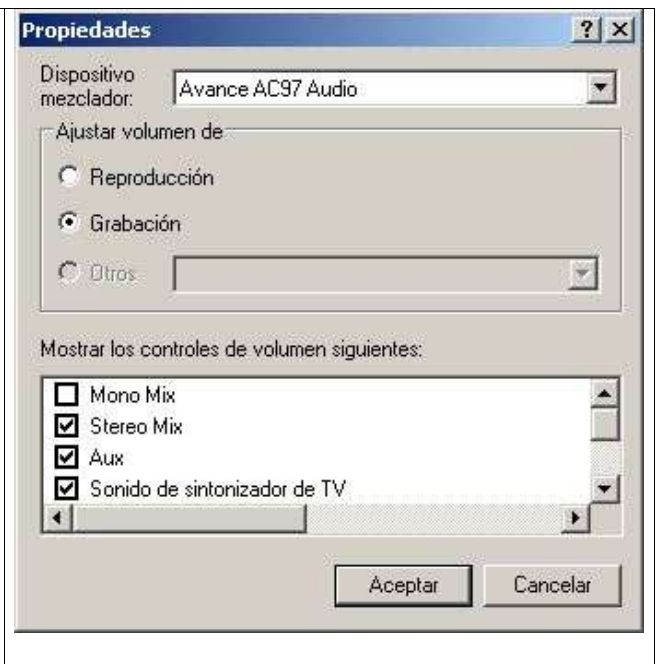 Propiedades
Dispositivo
mezclador:
Avance AC97 Audio
Ajustar volumen de
Reproducción
Grabación
Otros
Mostrar los controles de volumen siguientes:
Mono Mix
Stereo Mix
Aux
Sonido de sintonizador de TV
Aceptar
Cancelar